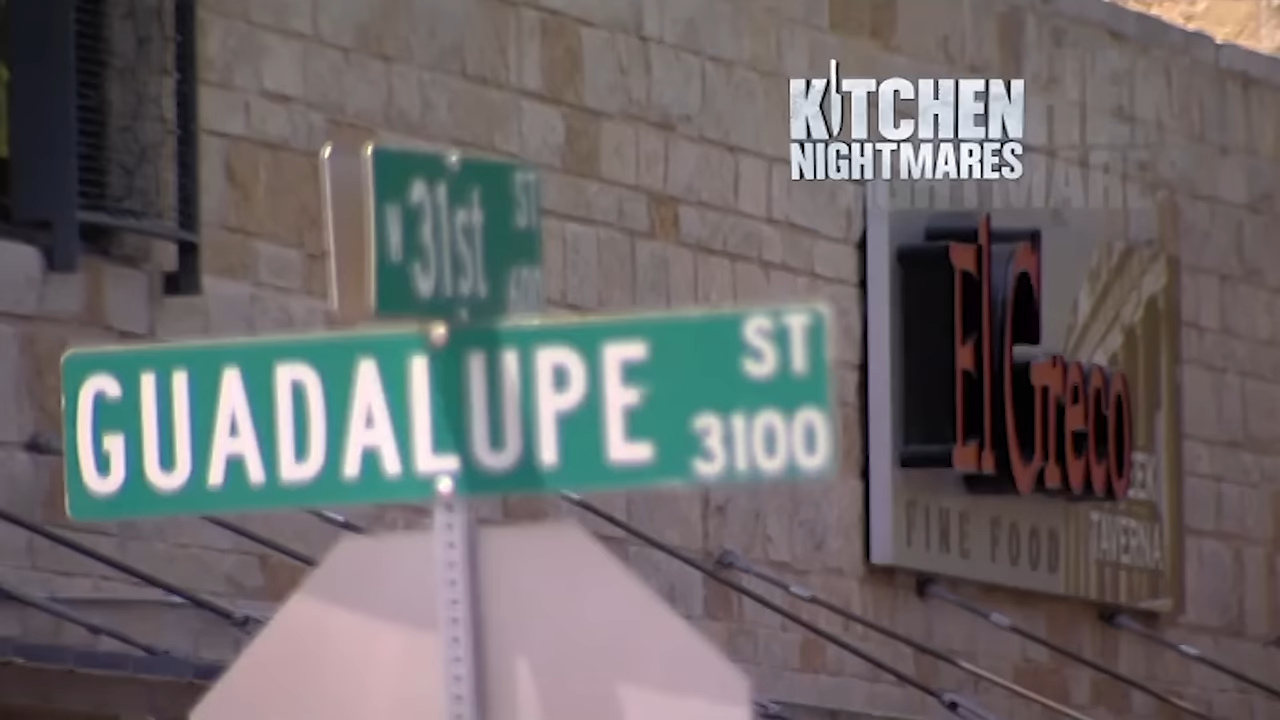 KITCHEN
NIGHTMARES
W 31st ST
GUADALUPE ST
3100
El Greco
FINE FOOD
TAVERNA